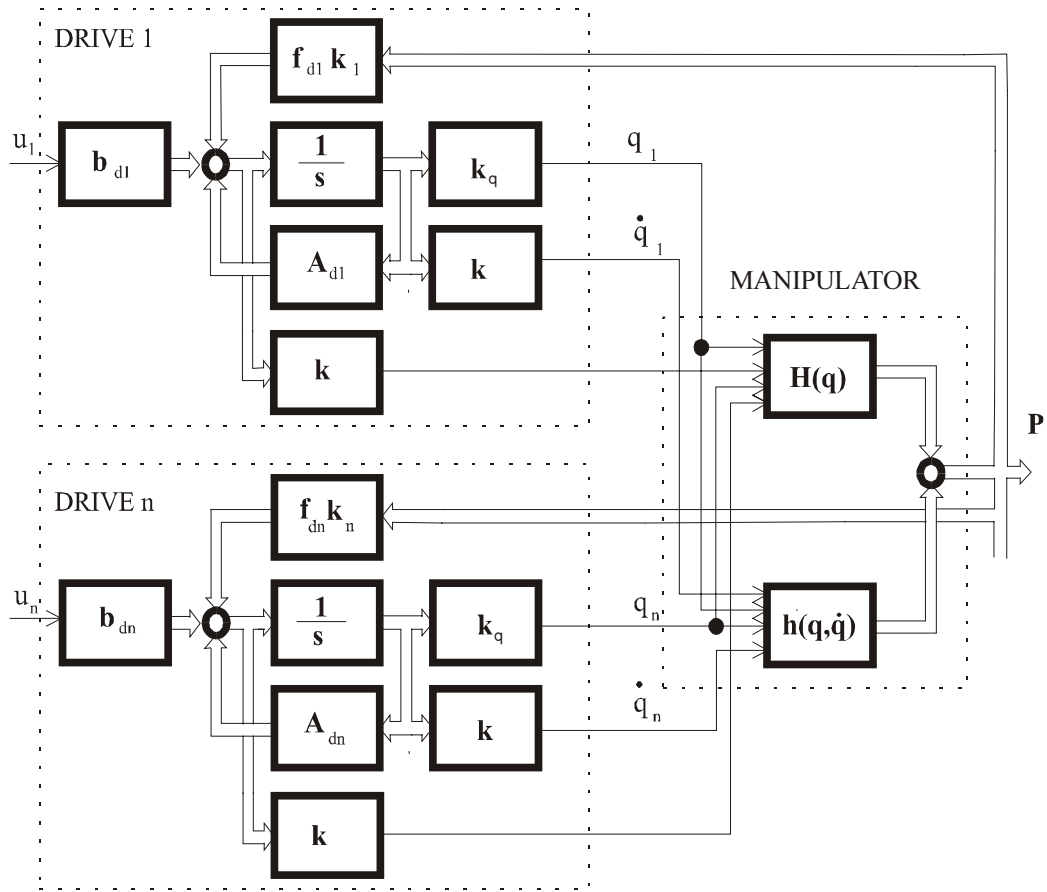 DRIVE 1
f_d1 k_1
u_1
b_d1
1/s
k_q
q_1
A_d1
k
q̇_1
k
MANIPULATOR
H(q)
P
DRIVE n
f_dn k_n
u_n
b_dn
1/s
k_q
q_n
h(q,q̇)
A_dn
k
q̇_n
k